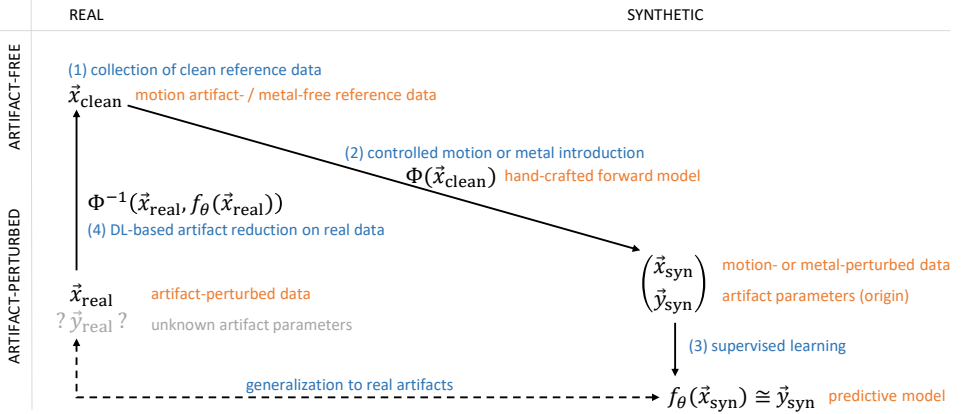 REAL SYNTHETIC
ARTIFACT-FREE
(1) collection of clean reference data
x⃗clean motion artifact- / metal-free reference data
(2) controlled motion or metal introduction
Φ(x⃗clean) hand-crafted forward model
ARTIFACT-PERTURBED
Φ⁻¹(x⃗real, fθ(x⃗real))
(4) DL-based artifact reduction on real data
x⃗syn motion- or metal-perturbed data
x⃗real artifact-perturbed data
y⃗syn artifact parameters (origin)
? y⃗real ? unknown artifact parameters
(3) supervised learning
generalization to real artifacts
fθ(x⃗syn) ≅ y⃗syn predictive model